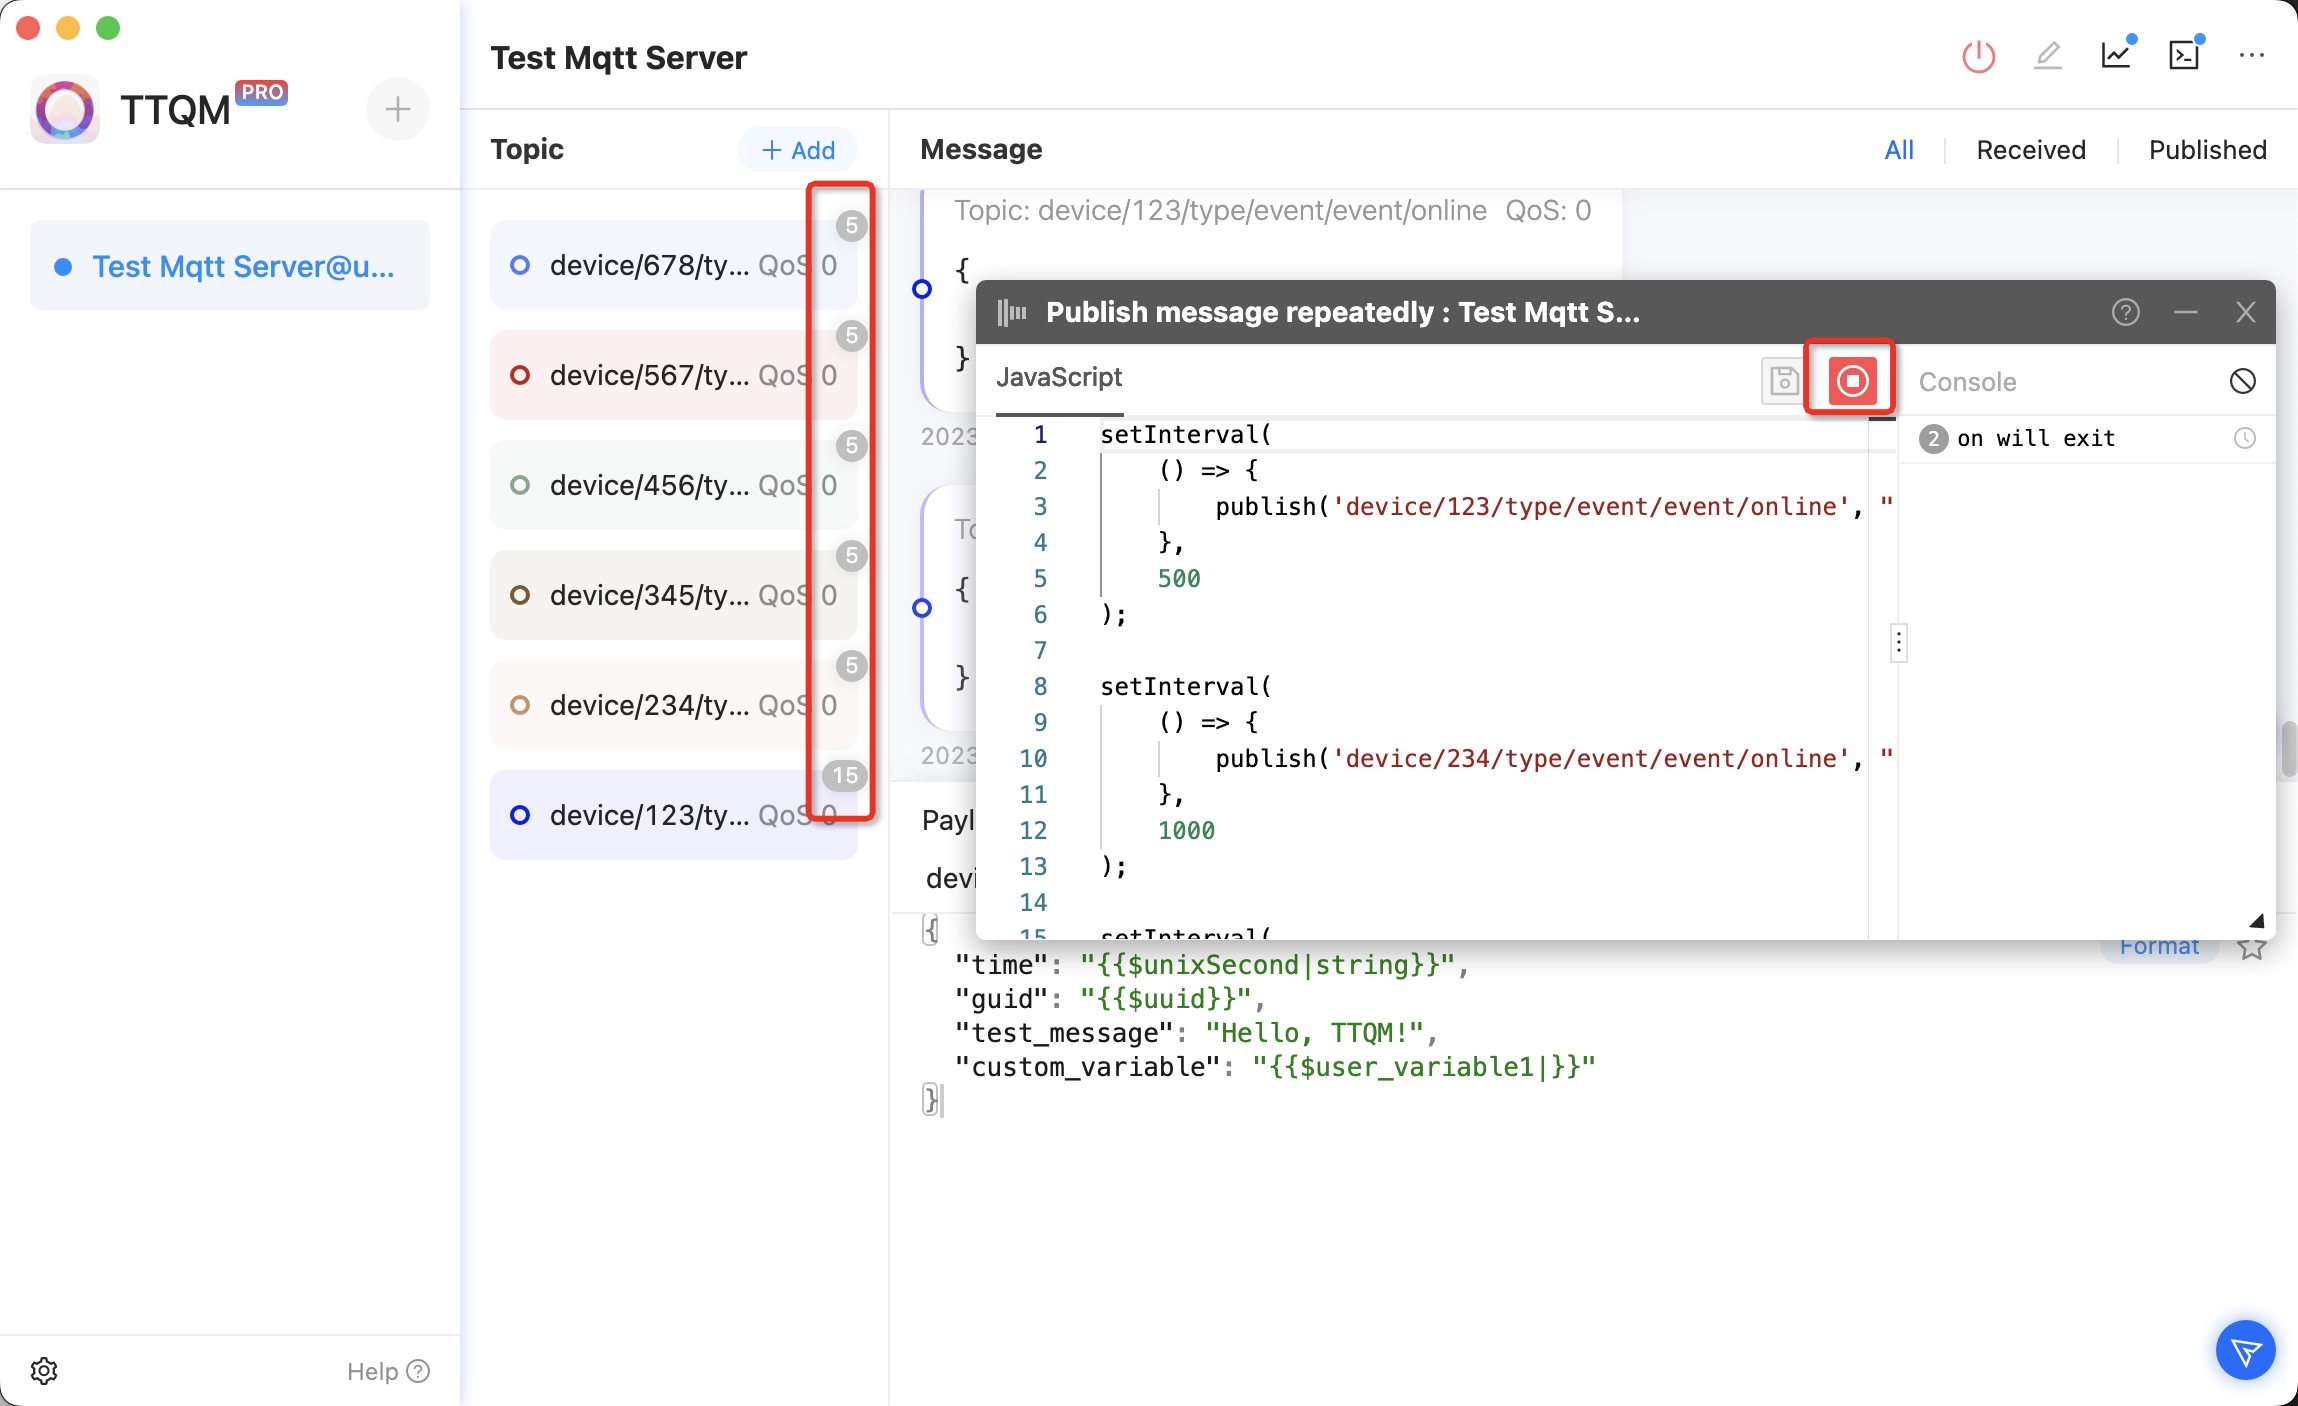 TTQM PRO
Test Mqtt Server@u...
Help
Test Mqtt Server
Topic
+ Add
5
device/678/ty... QoS 0
5
device/567/ty... QoS 0
5
device/456/ty... QoS 0
5
device/345/ty... QoS 0
5
device/234/ty... QoS 0
15
device/123/ty... QoS 0
Message
All
Received
Published
Topic: device/123/type/event/event/online QoS: 0
{
}
2023
{
}
2023
Publish message repeatedly : Test Mqtt S...
JavaScript
1 setInterval(
2 () => {
3 publish('device/123/type/event/event/online', "
4 },
5 500
6 );
7
8 setInterval(
9 () => {
10 publish('device/234/type/event/event/online', "
11 },
12 1000
13 );
14
15 setInterval(
Console
2 on will exit
Payl
devi
Format
{
"time": "{{$unixSecond|string}}",
"guid": "{{$uuid}}",
"test_message": "Hello, TTQM!",
"custom_variable": "{{$user_variable1|}}"
}